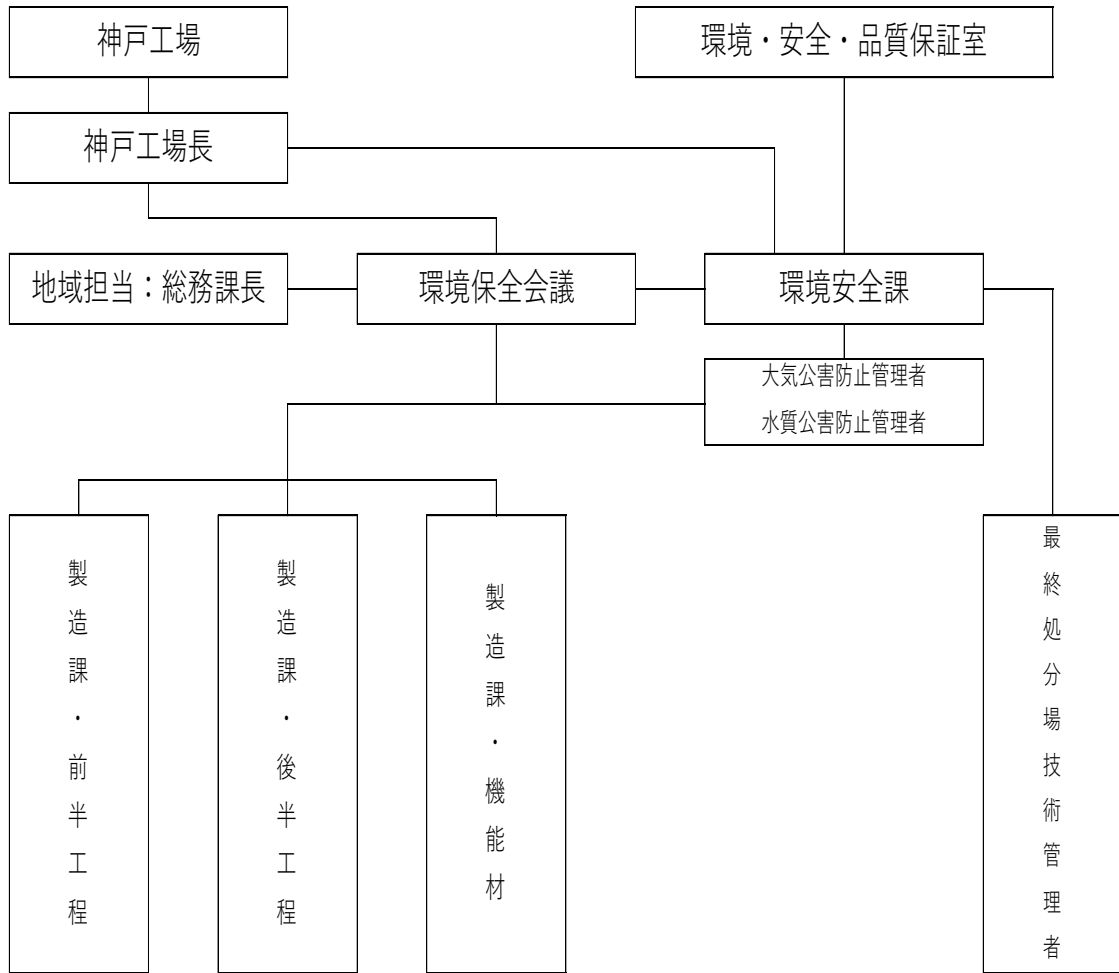 神戸工場
環境・安全・品質保証室
神戸工場長
地域担当：総務課長
環境保全会議
環境安全課
大気公害防止管理者
水質公害防止管理者
製造課・前半工程
製造課・後半工程
製造課・機能材
最終処分場技術管理者